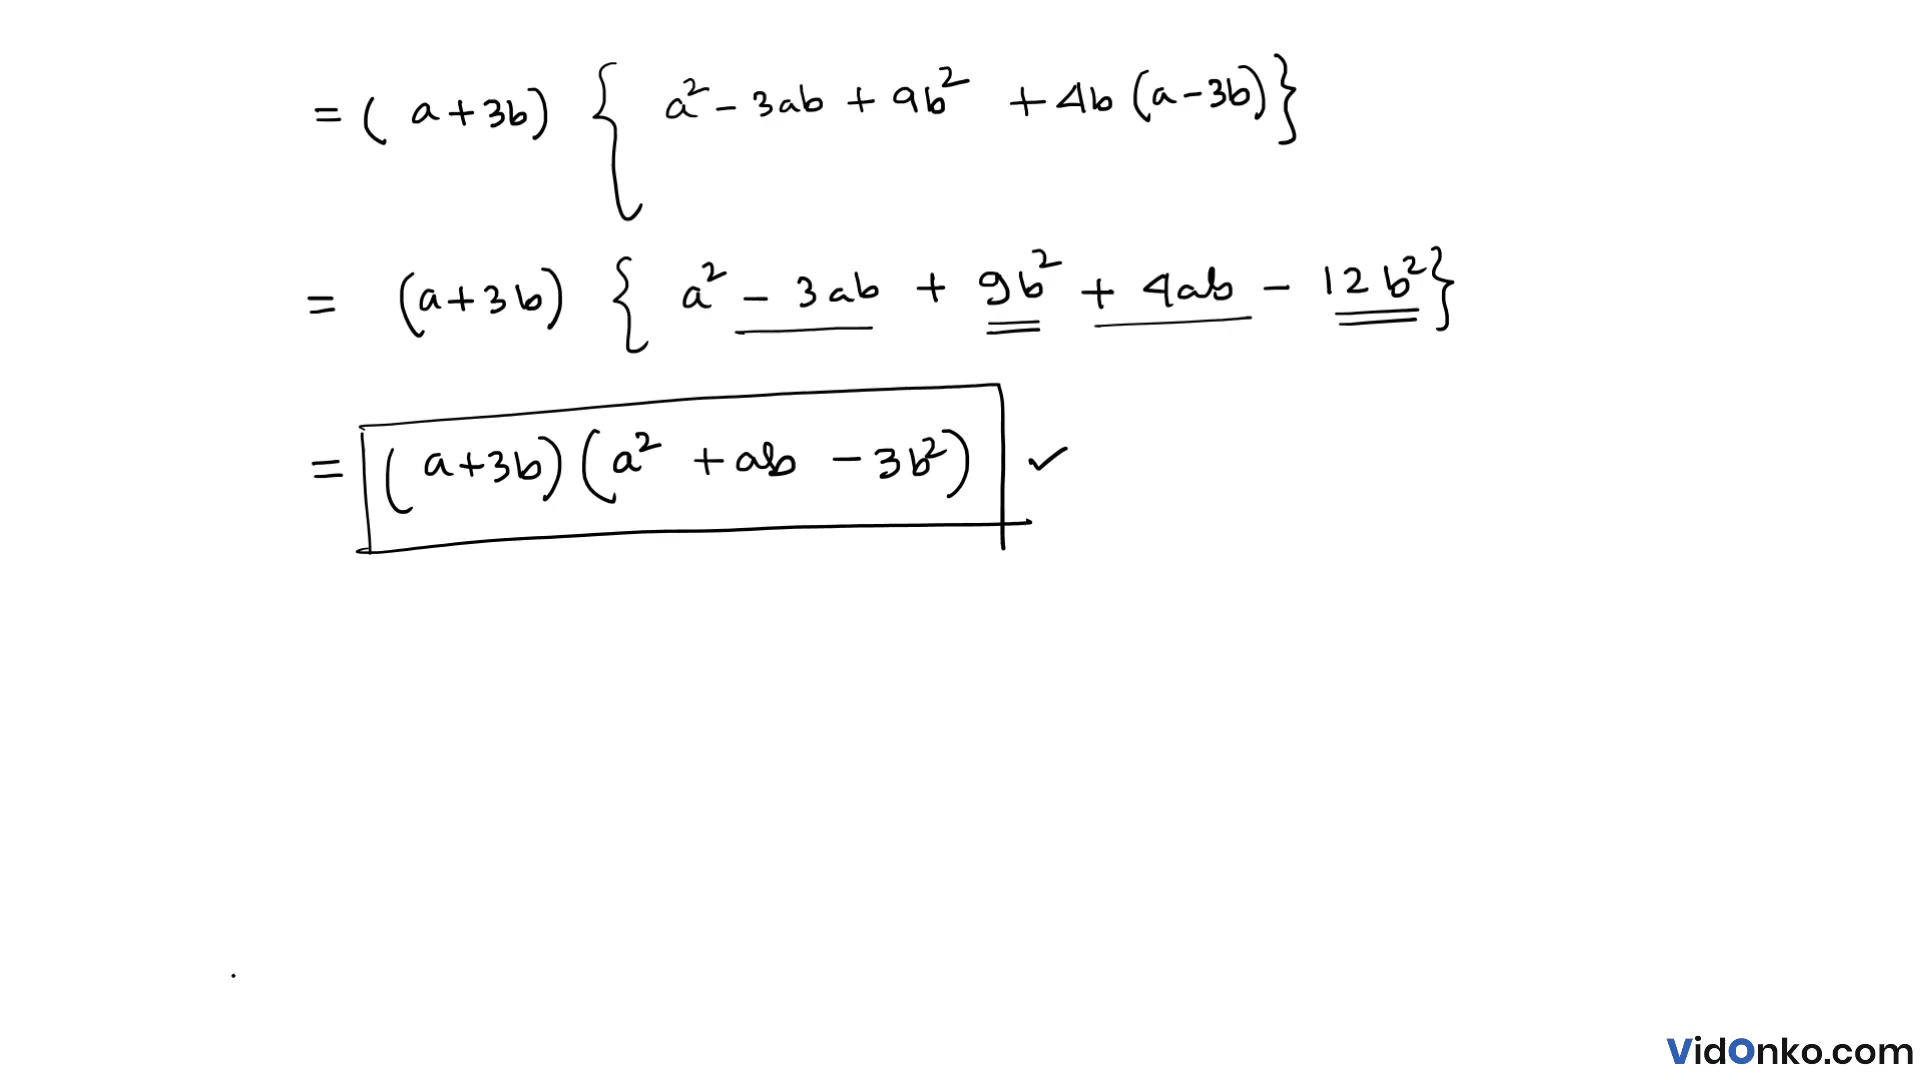 = (a+3b) { a² - 3ab + 9b² + 4b (a-3b)}
= (a+3b) { a² - 3ab + 9b² + 4ab - 12b²}
= (a+3b)(a² + ab - 3b²) ✓
VidOnko.com